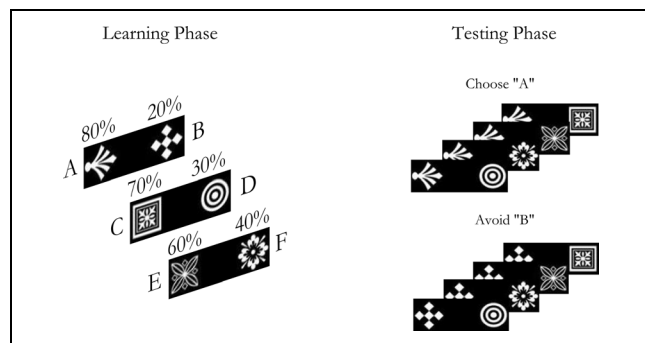 Learning Phase
80%
20%
A
B
70%
30%
C
D
60%
40%
E
F
Testing Phase
Choose "A"
Avoid "B"